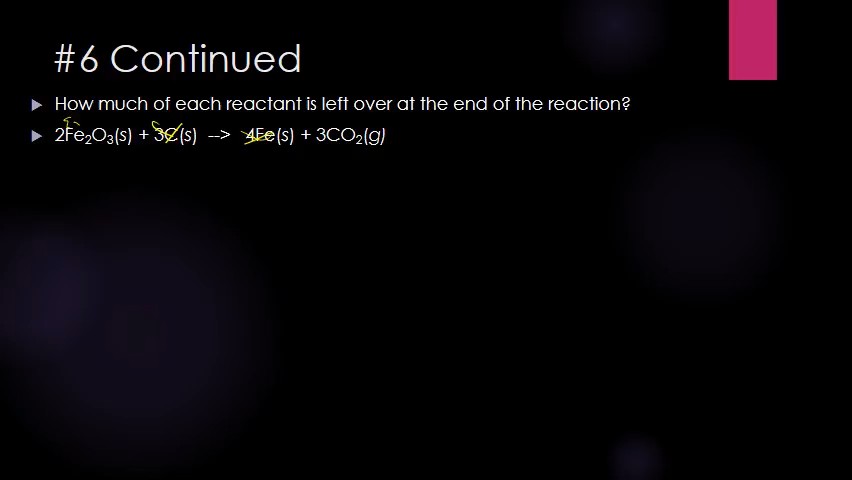 #6 Continued
How much of each reactant is left over at the end of the reaction?
2Fe₂O₃(s) + 3C(s) --> 4Fe(s) + 3CO₂(g)